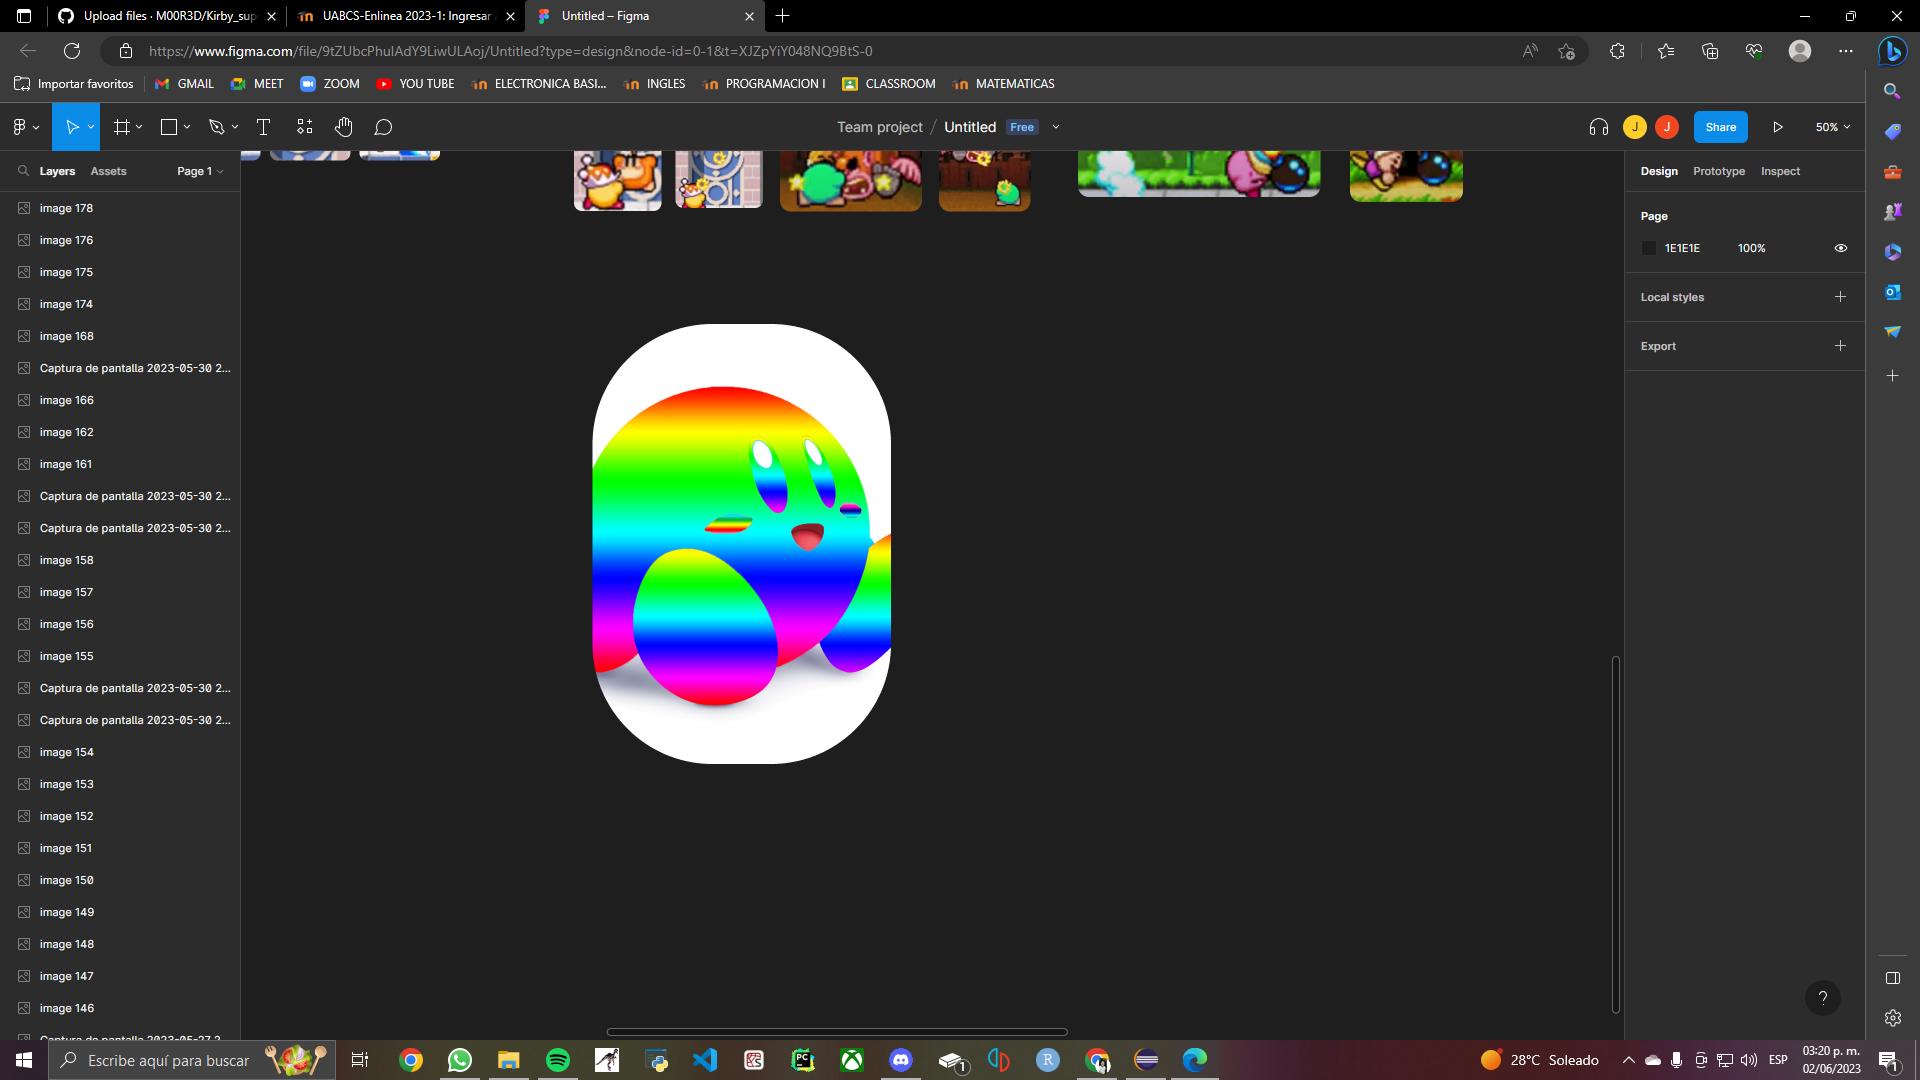 Upload files · M00R3D/Kirby_sup
UABCS-Enlinea 2023-1: Ingresar
Untitled – Figma
https://www.figma.com/file/9tZUbcPhulAdY9LiwULAoj/Untitled?type=design&node-id=0-1&t=XJZpYiY048NQ9BtS-0
Importar favoritos
GMAIL
MEET
ZOOM
YOU TUBE
ELECTRONICA BASI...
INGLES
PROGRAMACION I
CLASSROOM
MATEMATICAS
Team project / Untitled Free
J
J
Share
50%
Layers
Assets
Page 1
Design
Prototype
Inspect
image 178
image 176
image 175
image 174
image 168
Captura de pantalla 2023-05-30 2...
image 166
image 162
image 161
Captura de pantalla 2023-05-30 2...
Captura de pantalla 2023-05-30 2...
image 158
image 157
image 156
image 155
Captura de pantalla 2023-05-30 2...
Captura de pantalla 2023-05-30 2...
image 154
image 153
image 152
image 151
image 150
image 149
image 148
image 147
image 146
Captura de pantalla 2023-05-27 2
Page
1E1E1E 100%
Local styles
Export
?
Escribe aquí para buscar
28°C Soleado
ESP
03:20 p. m.
02/06/2023